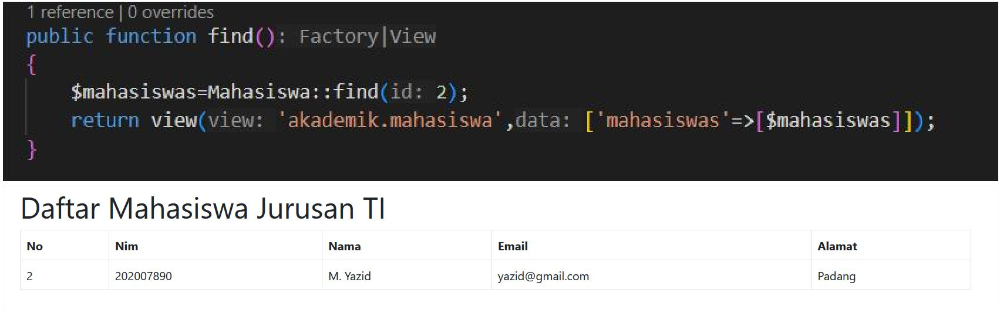 1 reference | 0 overrides
public function find(): Factory|View
{
$mahasiswas=Mahasiswa::find(id: 2);
return view(view: 'akademik.mahasiswa',data: ['mahasiswas'=>[$mahasiswas]]);
}
Daftar Mahasiswa Jurusan TI
No Nim Nama Email Alamat
2 202007890 M. Yazid yazid@gmail.com Padang